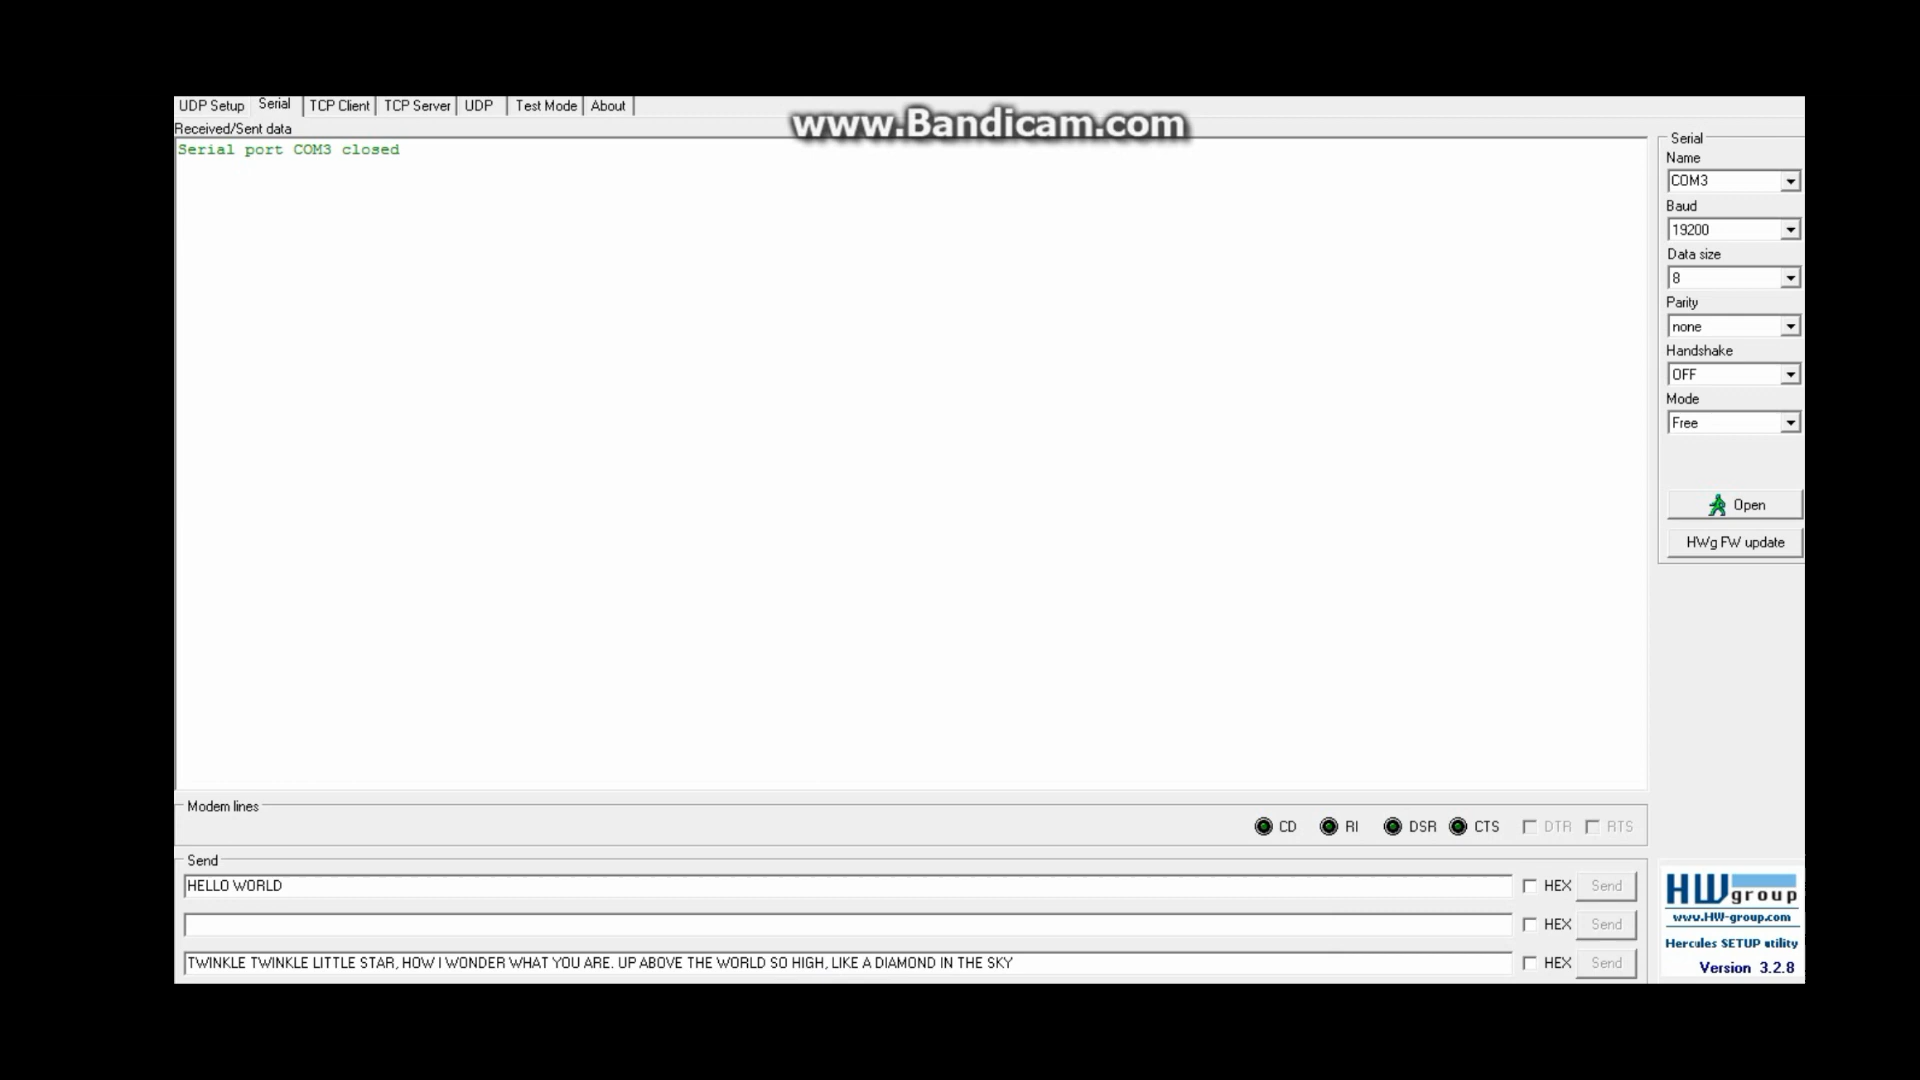 www.Bandicam.com
UDP Setup Serial TCP Client TCP Server UDP Test Mode About
Received/Sent data
Serial port COM3 closed
Serial
Name
COM3
Baud
19200
Data size
8
Parity
none
Handshake
OFF
Mode
Free
Open
HWg FW update
Modem lines
CD RI DSR CTS DTR RTS
Send
HELLO WORLD HEX Send
HEX Send
TWINKLE TWINKLE LITTLE STAR, HOW I WONDER WHAT YOU ARE. UP ABOVE THE WORLD SO HIGH, LIKE A DIAMOND IN THE SKY HEX Send
HWgroup
www.HW-group.com
Hercules SETUP utility
Version 3.2.8